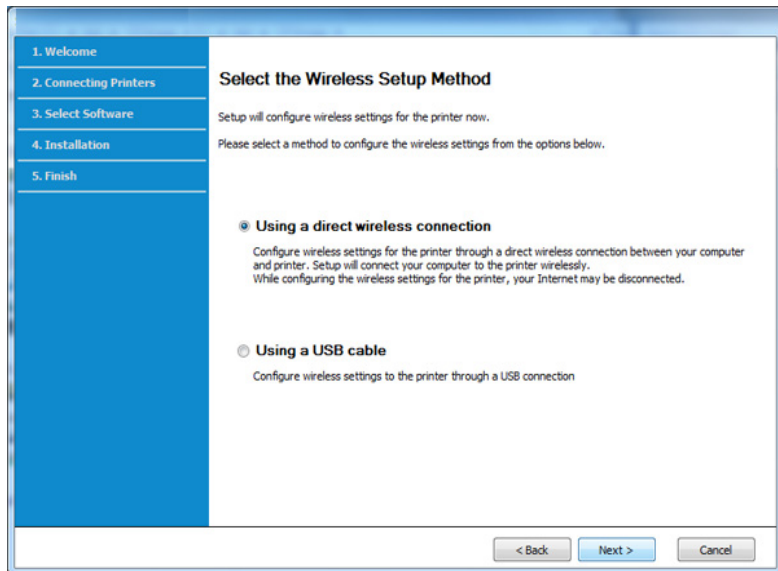 1. Welcome
2. Connecting Printers
3. Select Software
4. Installation
5. Finish
Select the Wireless Setup Method
Setup will configure wireless settings for the printer now.
Please select a method to configure the wireless settings from the options below.
Using a direct wireless connection
Configure wireless settings for the printer through a direct wireless connection between your computer
and printer. Setup will connect your computer to the printer wirelessly.
While configuring the wireless settings for the printer, your Internet may be disconnected.
Using a USB cable
Configure wireless settings to the printer through a USB connection
< Back
Next >
Cancel